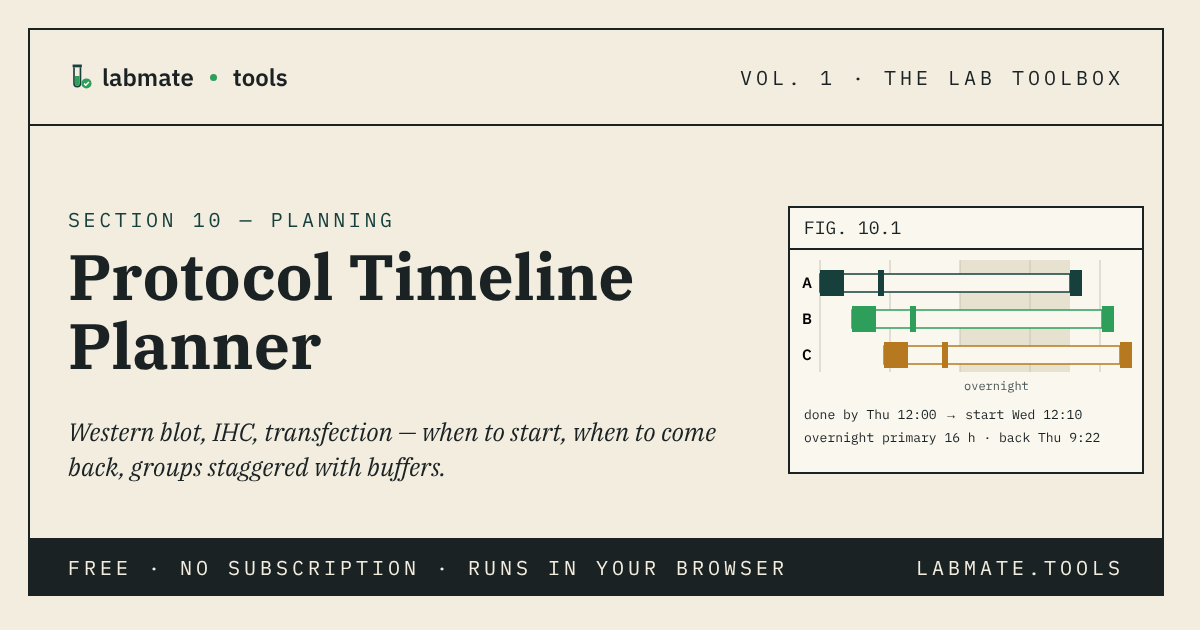 labmate • tools
VOL. 1 · THE LAB TOOLBOX
SECTION 10 — PLANNING
Protocol Timeline
Planner
Western blot, IHC, transfection — when to start, when to come
back, groups staggered with buffers.
FIG. 10.1
A
B
C
overnight
done by Thu 12:00 → start Wed 12:10
overnight primary 16 h · back Thu 9:22
FREE · NO SUBSCRIPTION · RUNS IN YOUR BROWSER
LABMATE.TOOLS